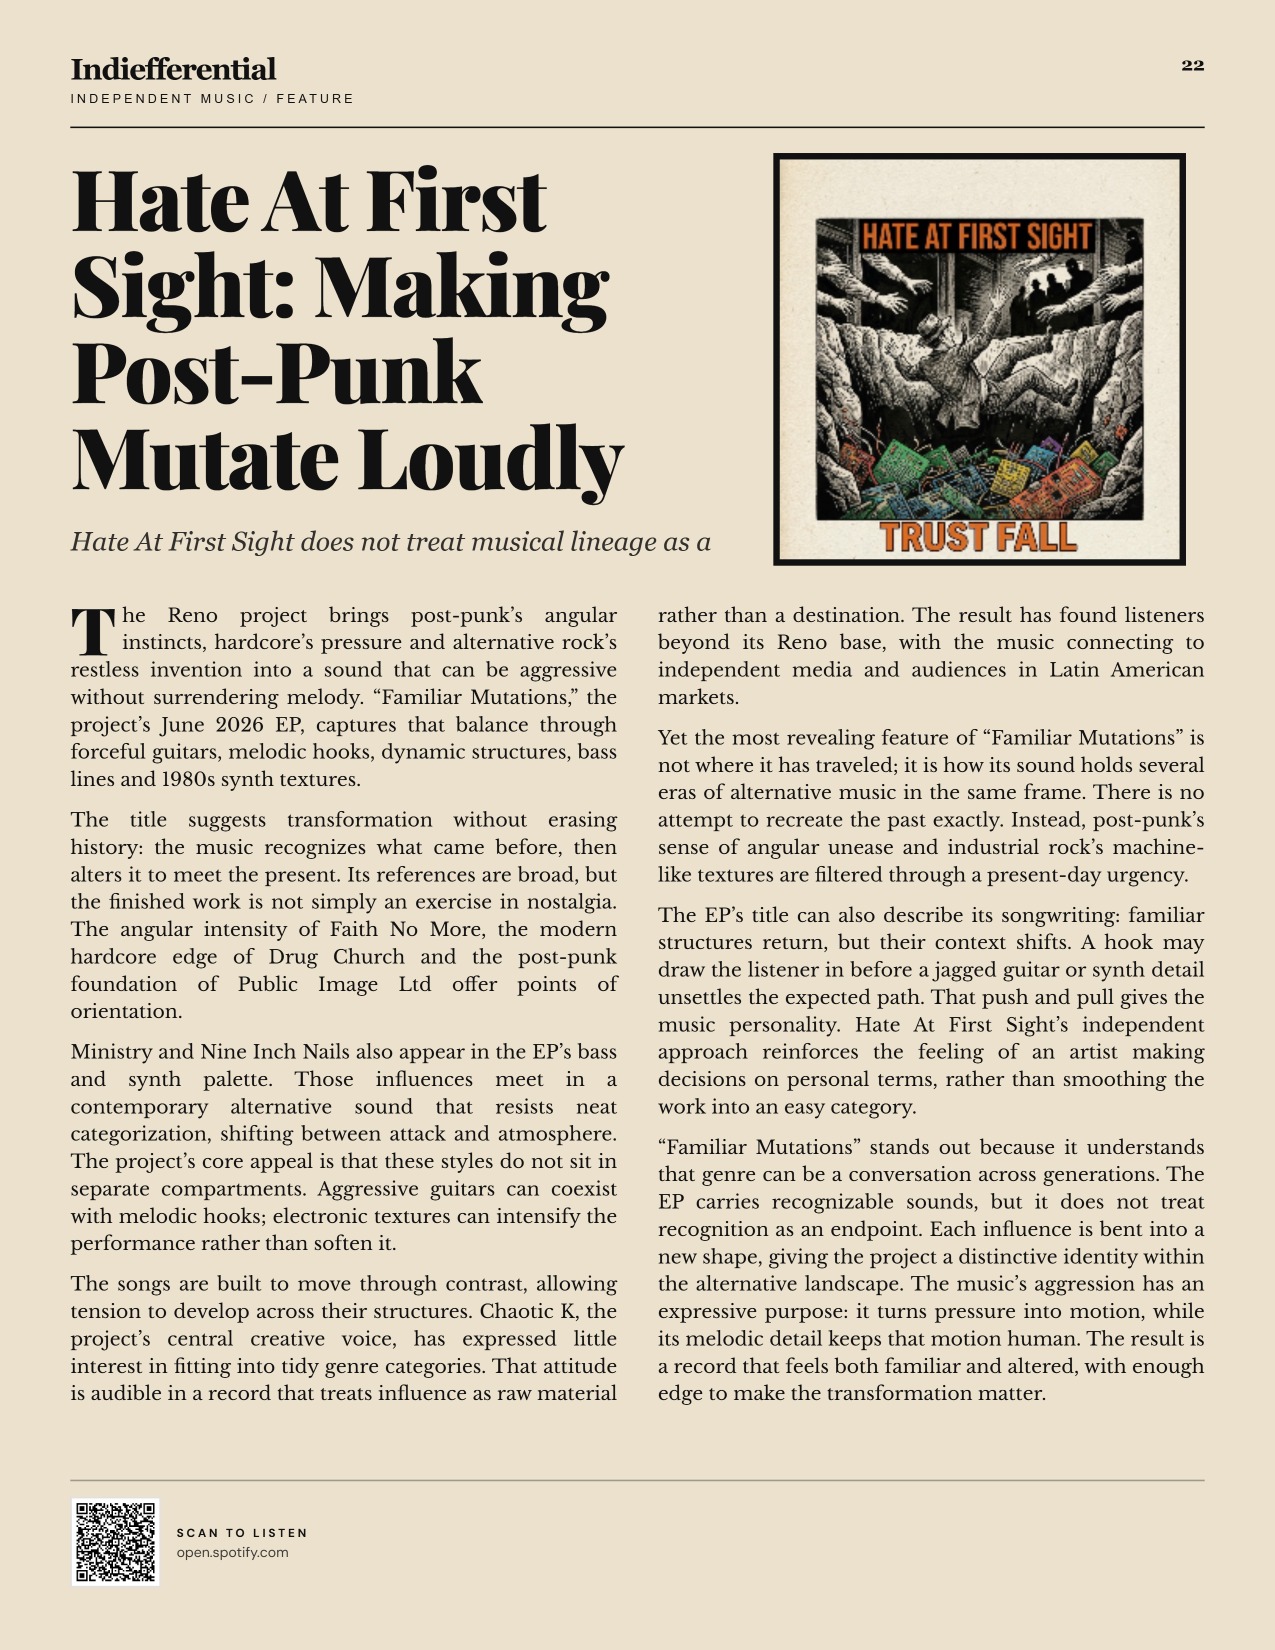 Indiefferential
INDEPENDENT MUSIC / FEATURE
22
Hate At First
Sight: Making
Post-Punk
Mutate Loudly
Hate At First Sight does not treat musical lineage as a
HATE AT FIRST SIGHT
TRUST FALL
The Reno project brings post-punk’s angular
instincts, hardcore’s pressure and alternative rock’s
restless invention into a sound that can be aggressive
without surrendering melody. “Familiar Mutations,” the
project’s June 2026 EP, captures that balance through
forceful guitars, melodic hooks, dynamic structures, bass
lines and 1980s synth textures.
The title suggests transformation without erasing
history: the music recognizes what came before, then
alters it to meet the present. Its references are broad, but
the finished work is not simply an exercise in nostalgia.
The angular intensity of Faith No More, the modern
hardcore edge of Drug Church and the post-punk
foundation of Public Image Ltd offer points of
orientation.
Ministry and Nine Inch Nails also appear in the EP’s bass
and synth palette. Those influences meet in a
contemporary alternative sound that resists neat
categorization, shifting between attack and atmosphere.
The project’s core appeal is that these styles do not sit in
separate compartments. Aggressive guitars can coexist
with melodic hooks; electronic textures can intensify the
performance rather than soften it.
The songs are built to move through contrast, allowing
tension to develop across their structures. Chaotic K, the
project’s central creative voice, has expressed little
interest in fitting into tidy genre categories. That attitude
is audible in a record that treats influence as raw material
rather than a destination. The result has found listeners
beyond its Reno base, with the music connecting to
independent media and audiences in Latin American
markets.
Yet the most revealing feature of “Familiar Mutations” is
not where it has traveled; it is how its sound holds several
eras of alternative music in the same frame. There is no
attempt to recreate the past exactly. Instead, post-punk’s
sense of angular unease and industrial rock’s machine-
like textures are filtered through a present-day urgency.
The EP’s title can also describe its songwriting: familiar
structures return, but their context shifts. A hook may
draw the listener in before a jagged guitar or synth detail
unsettles the expected path. That push and pull gives the
music personality. Hate At First Sight’s independent
approach reinforces the feeling of an artist making
decisions on personal terms, rather than smoothing the
work into an easy category.
“Familiar Mutations” stands out because it understands
that genre can be a conversation across generations. The
EP carries recognizable sounds, but it does not treat
recognition as an endpoint. Each influence is bent into a
new shape, giving the project a distinctive identity within
the alternative landscape. The music’s aggression has an
expressive purpose: it turns pressure into motion, while
its melodic detail keeps that motion human. The result is
a record that feels both familiar and altered, with enough
edge to make the transformation matter.
SCAN TO LISTEN
open.spotify.com